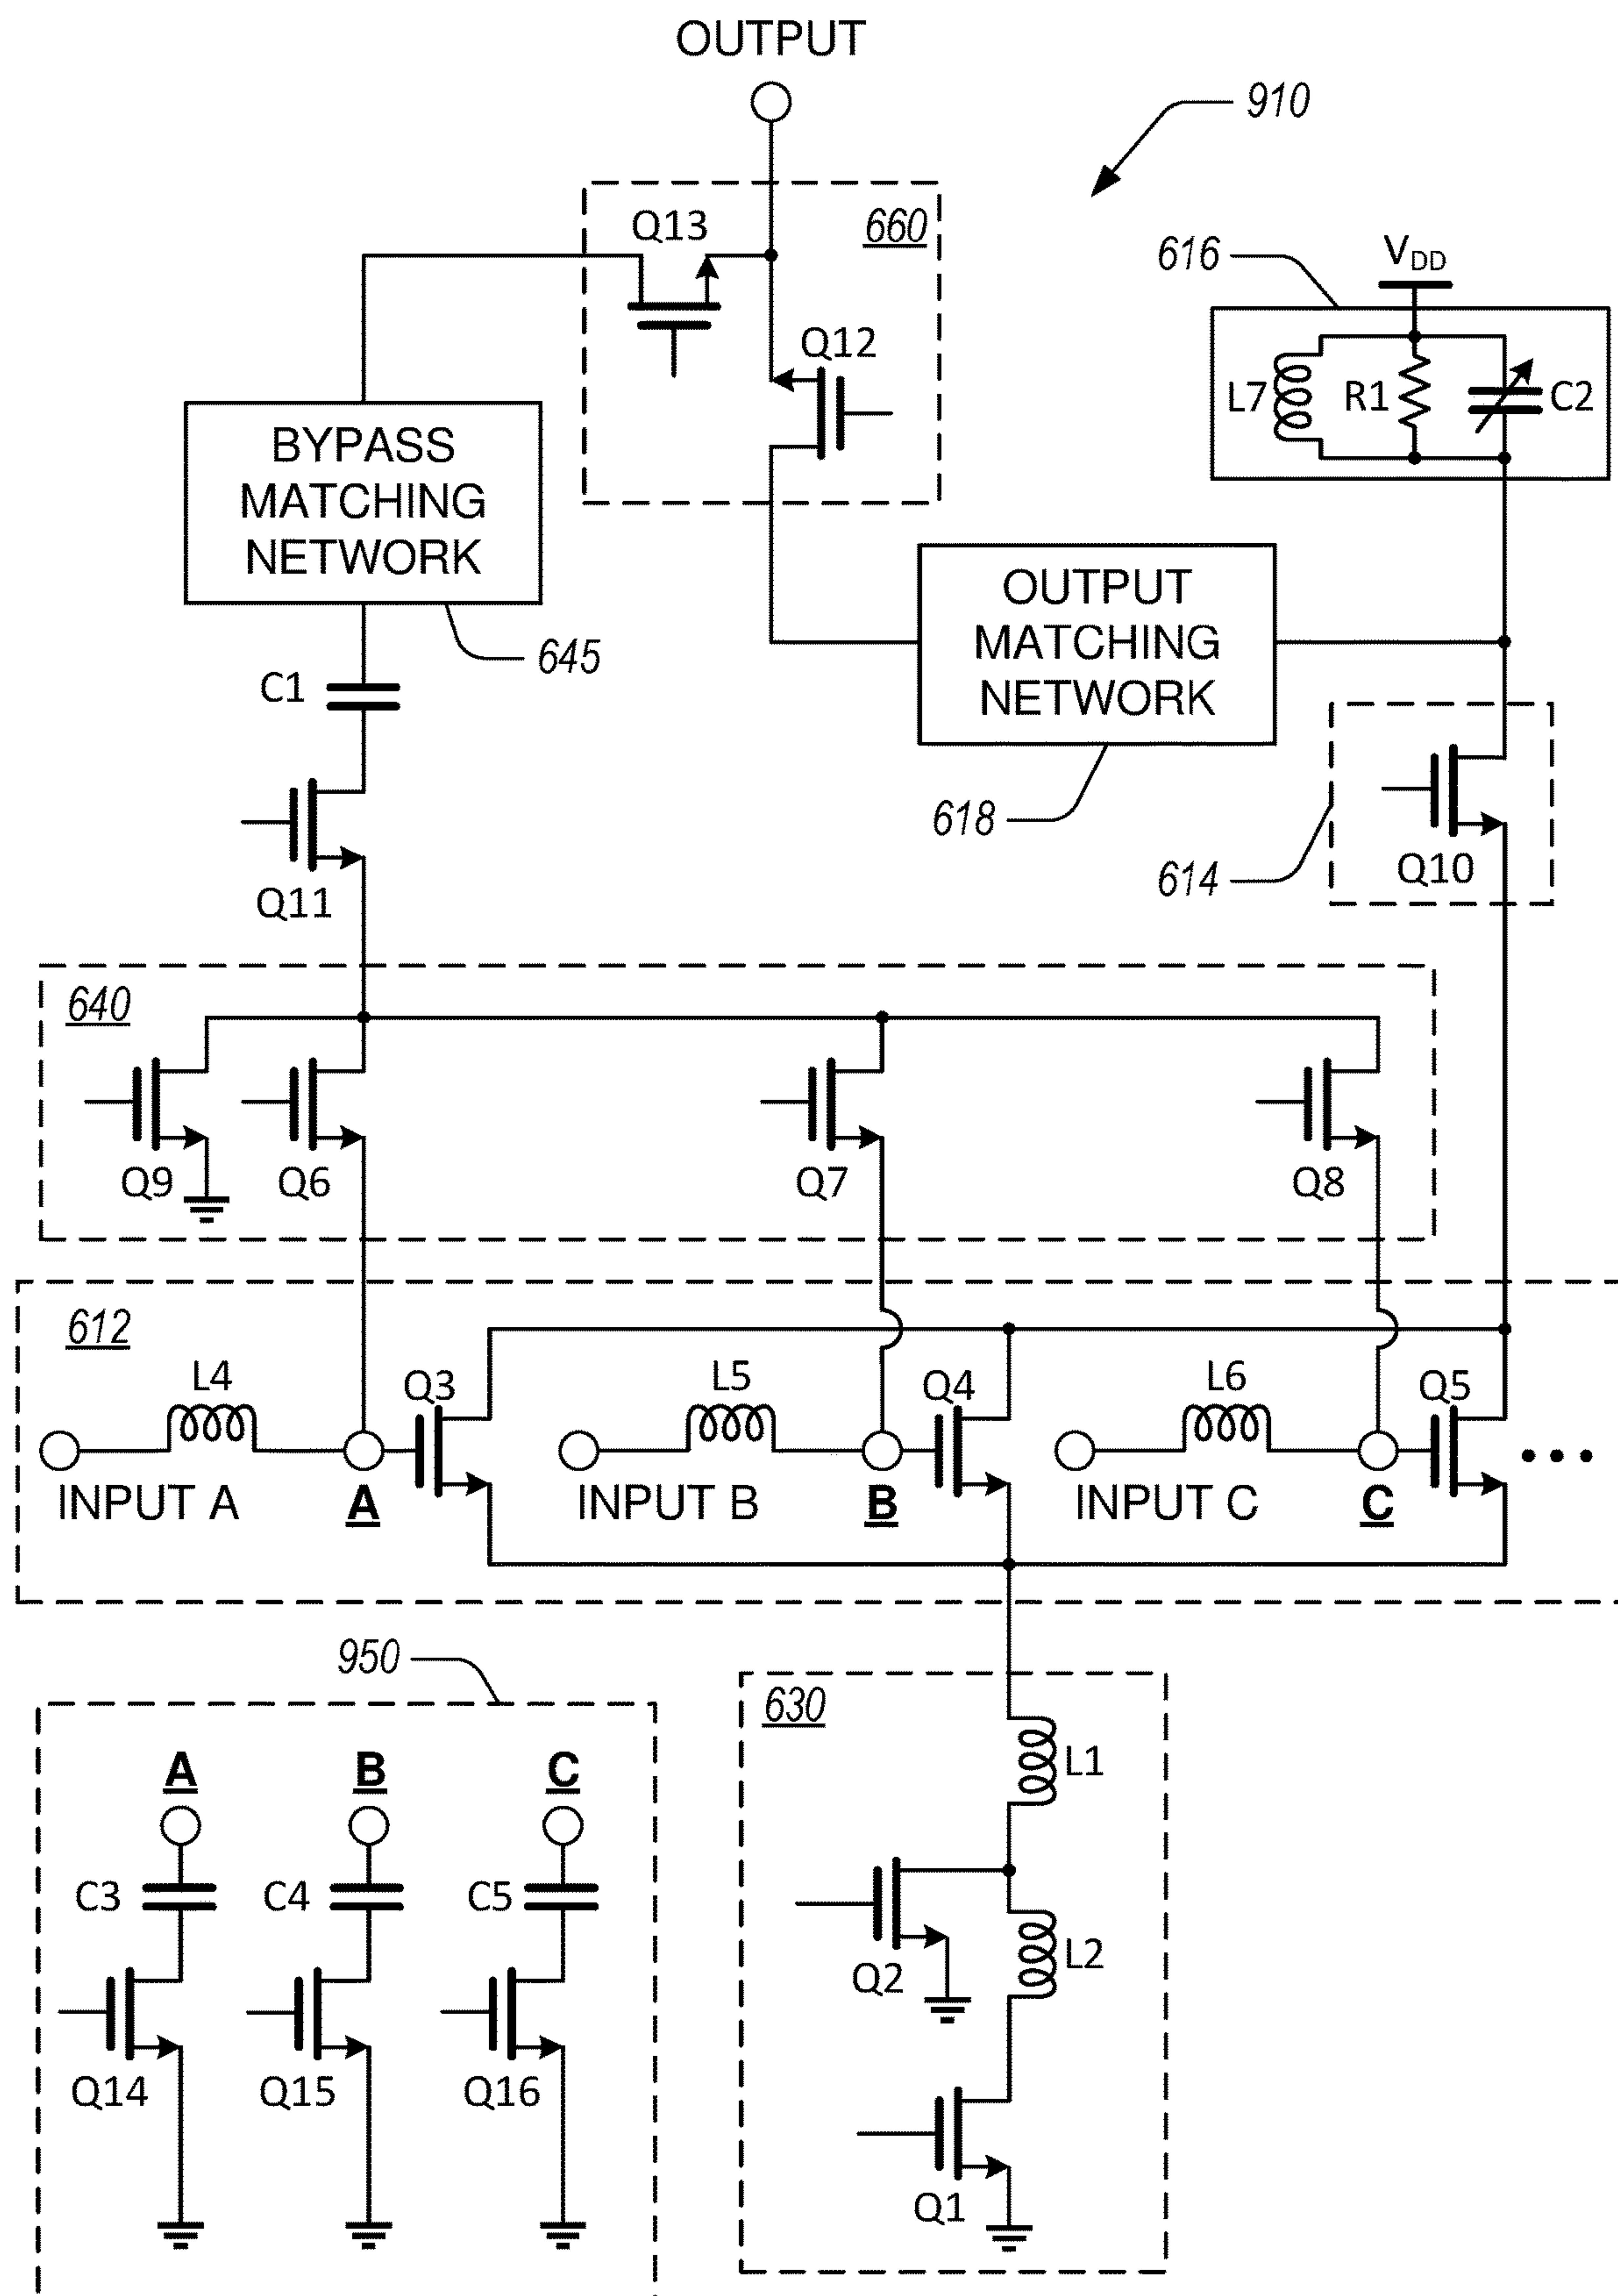 OUTPUT
910
Q13
660
616
VDD
Q12
L7
R1
C2
BYPASS
MATCHING
NETWORK
OUTPUT
MATCHING
NETWORK
645
C1
618
614
Q10
Q11
640
Q9
Q6
Q7
Q8
612
L4
Q3
L5
Q4
L6
Q5
INPUT A
A
INPUT B
B
INPUT C
C
950
630
A
B
C
L1
C3
C4
C5
L2
Q2
Q14
Q15
Q16
Q1